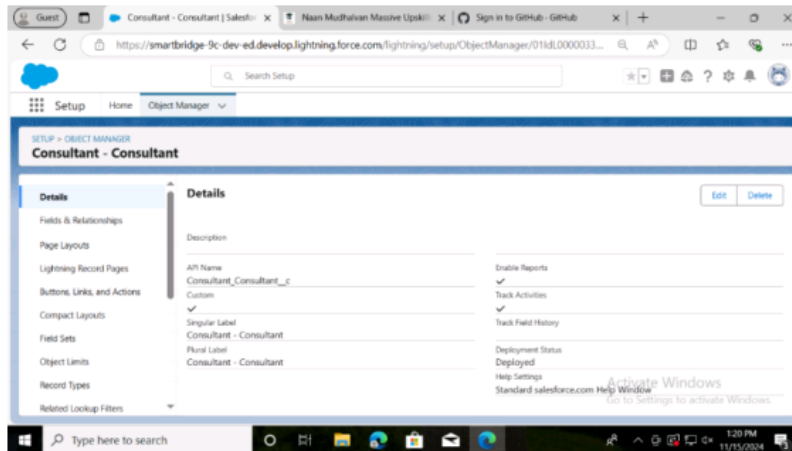 Guest
Consultant - Consultant | Salesfor
Naan Mudhalvan Massive Upskilli
Sign in to GitHub · GitHub
https://smartbridge-9c-dev-ed.develop.lightning.force.com/lightning/setup/ObjectManager/01IdL0000033...
Search Setup
Setup
Home
Object Manager
SETUP > OBJECT MANAGER
Consultant - Consultant
Details
Fields & Relationships
Page Layouts
Lightning Record Pages
Buttons, Links, and Actions
Compact Layouts
Field Sets
Object Limits
Record Types
Related Lookup Filters
Details
Edit
Delete
Description
API Name
Consultant_Consultant__c
Custom
Singular Label
Consultant - Consultant
Plural Label
Consultant - Consultant
Enable Reports
Track Activities
Track Field History
Deployment Status
Deployed
Help Settings
Standard salesforce.com Help Window
Activate Windows
Go to Settings to activate Windows.
Type here to search
1:20 PM
11/15/2024